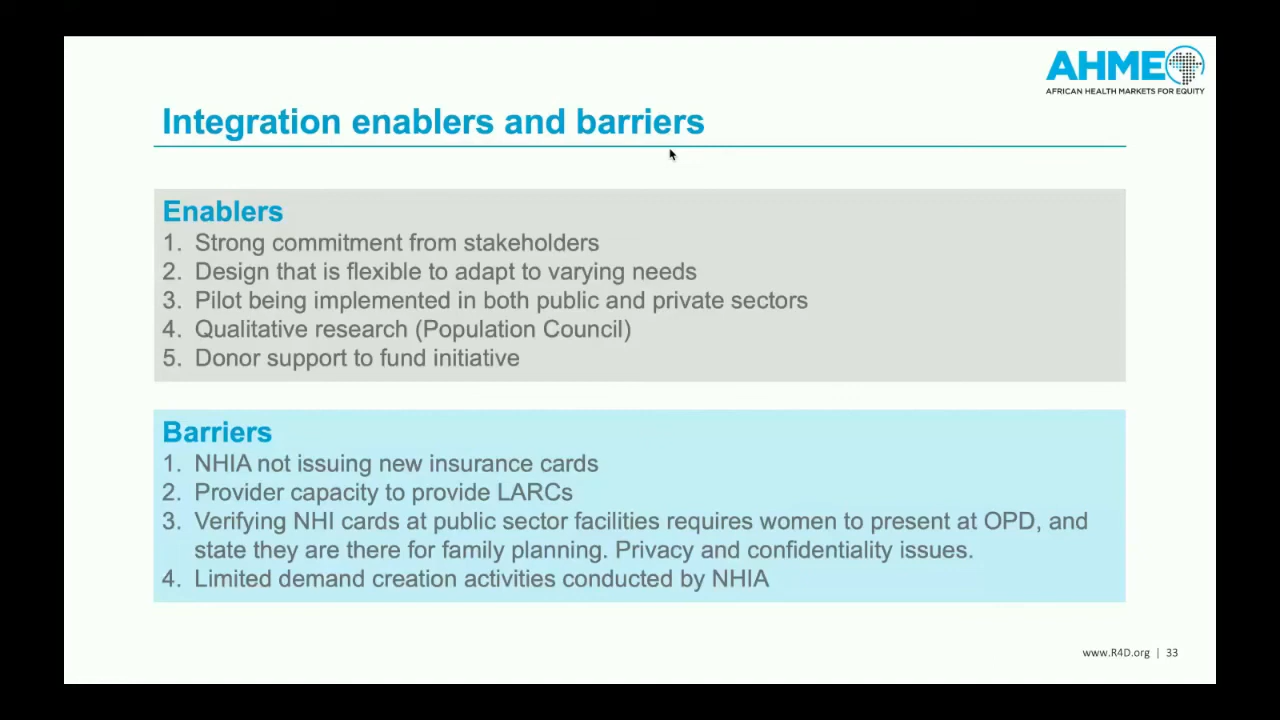 AHME
AFRICAN HEALTH MARKETS FOR EQUITY
Integration enablers and barriers
Enablers
1. Strong commitment from stakeholders
2. Design that is flexible to adapt to varying needs
3. Pilot being implemented in both public and private sectors
4. Qualitative research (Population Council)
5. Donor support to fund initiative
Barriers
1. NHIA not issuing new insurance cards
2. Provider capacity to provide LARCs
3. Verifying NHI cards at public sector facilities requires women to present at OPD, and
state they are there for family planning. Privacy and confidentiality issues.
4. Limited demand creation activities conducted by NHIA
www.R4D.org | 33